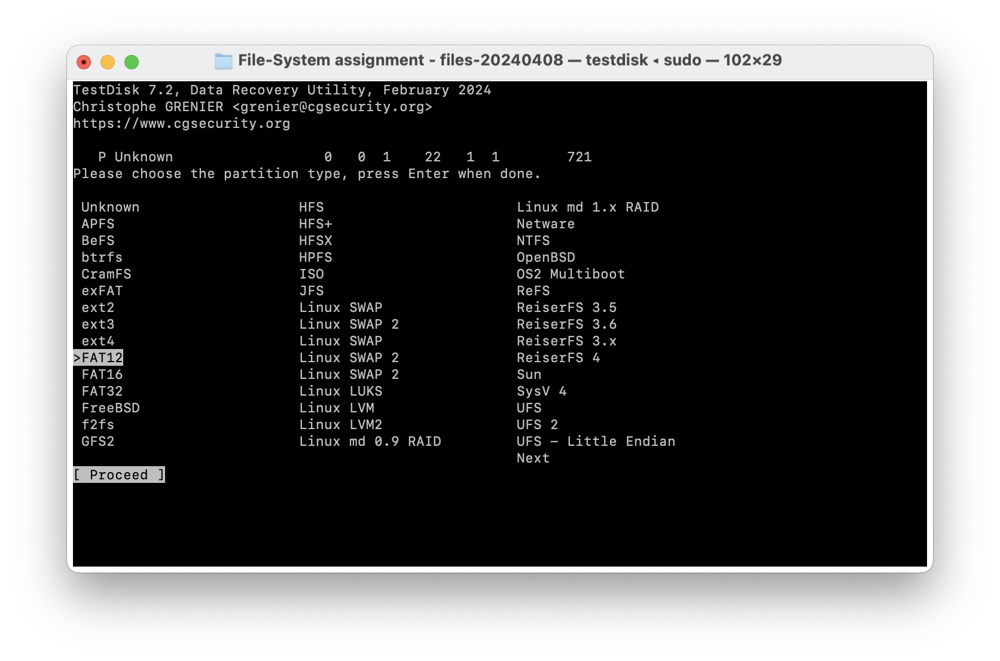 File-System assignment - files-20240408 — testdisk ◂ sudo — 102×29
TestDisk 7.2, Data Recovery Utility, February 2024
Christophe GRENIER <grenier@cgsecurity.org>
https://www.cgsecurity.org
P Unknown 0 0 1 22 1 1 721
Please choose the partition type, press Enter when done.
Unknown HFS Linux md 1.x RAID
APFS HFS+ Netware
BeFS HFSX NTFS
btrfs HPFS OpenBSD
CramFS ISO OS2 Multiboot
exFAT JFS ReFS
ext2 Linux SWAP ReiserFS 3.5
ext3 Linux SWAP 2 ReiserFS 3.6
ext4 Linux SWAP ReiserFS 3.x
>FAT12 Linux SWAP 2 ReiserFS 4
FAT16 Linux SWAP 2 Sun
FAT32 Linux LUKS SysV 4
FreeBSD Linux LVM UFS
f2fs Linux LVM2 UFS 2
GFS2 Linux md 0.9 RAID UFS - Little Endian
Next
[ Proceed ]